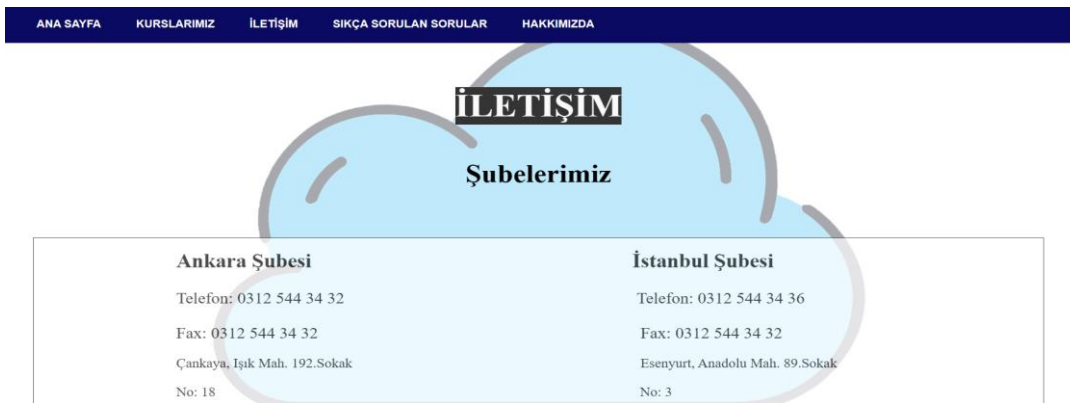 ANA SAYFA KURSLARIMIZ İLETİŞİM SIKÇA SORULAN SORULAR HAKKIMIZDA
İLETİŞİM
Şubelerimiz
Ankara Şubesi
Telefon: 0312 544 34 32
Fax: 0312 544 34 32
Çankaya, Işık Mah. 192.Sokak
No: 18
İstanbul Şubesi
Telefon: 0312 544 34 36
Fax: 0312 544 34 32
Esenyurt, Anadolu Mah. 89.Sokak
No: 3